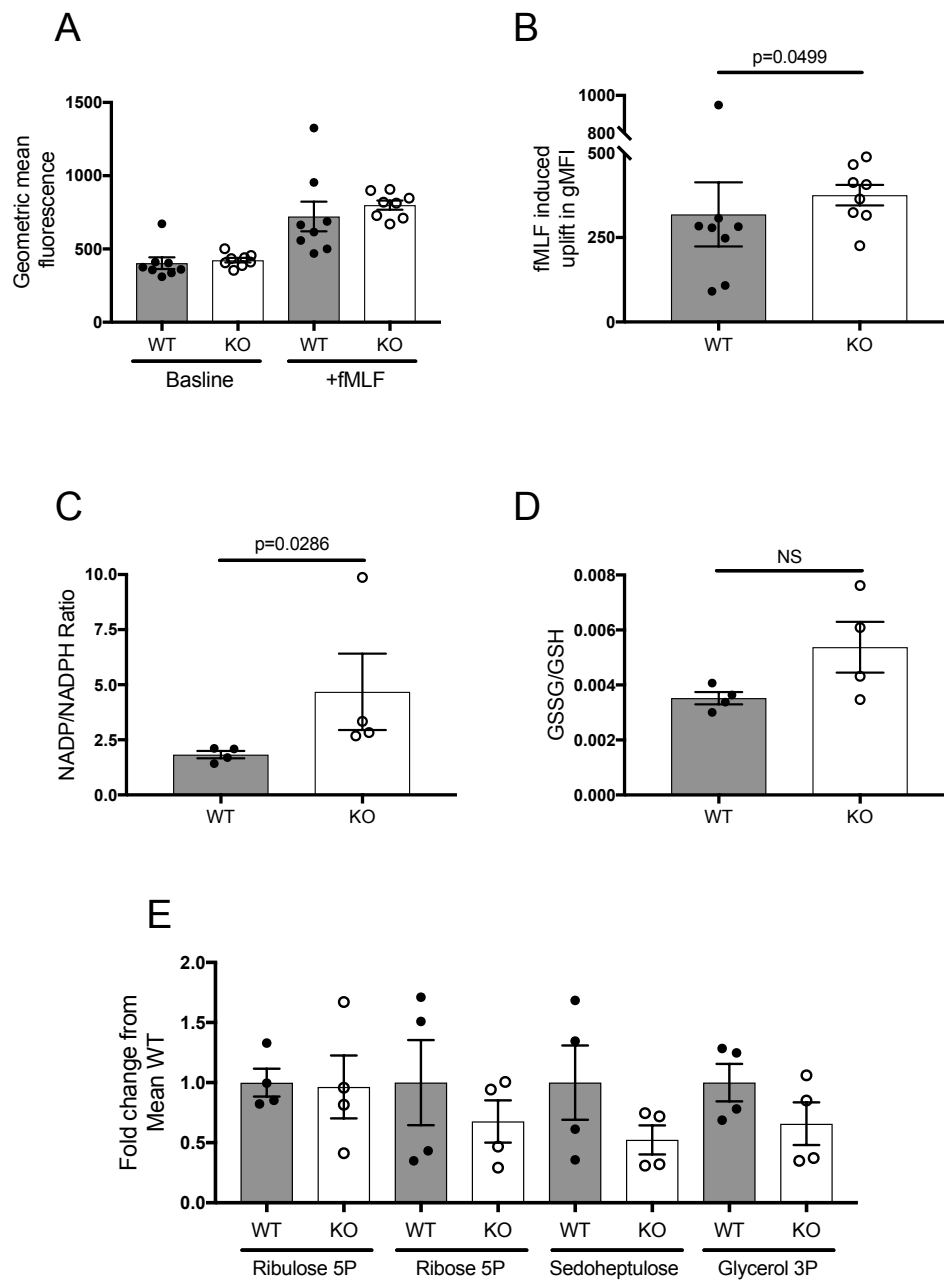 A
Geometric mean
fluorescence
1500
1000
500
0
WT
KO
WT
KO
Basline
+fMLF
B
p=0.0499
fMLF induced
uplift in gMFI
1000
800
500
250
0
WT
KO
C
p=0.0286
NADP/NADPH Ratio
10.0
7.5
5.0
2.5
0.0
WT
KO
D
NS
GSSG/GSH
0.008
0.006
0.004
0.002
0.000
WT
KO
E
Fold change from
Mean WT
2.0
1.5
1.0
0.5
0.0
WT
KO
WT
KO
WT
KO
WT
KO
Ribulose 5P
Ribose 5P
Sedoheptulose
Glycerol 3P